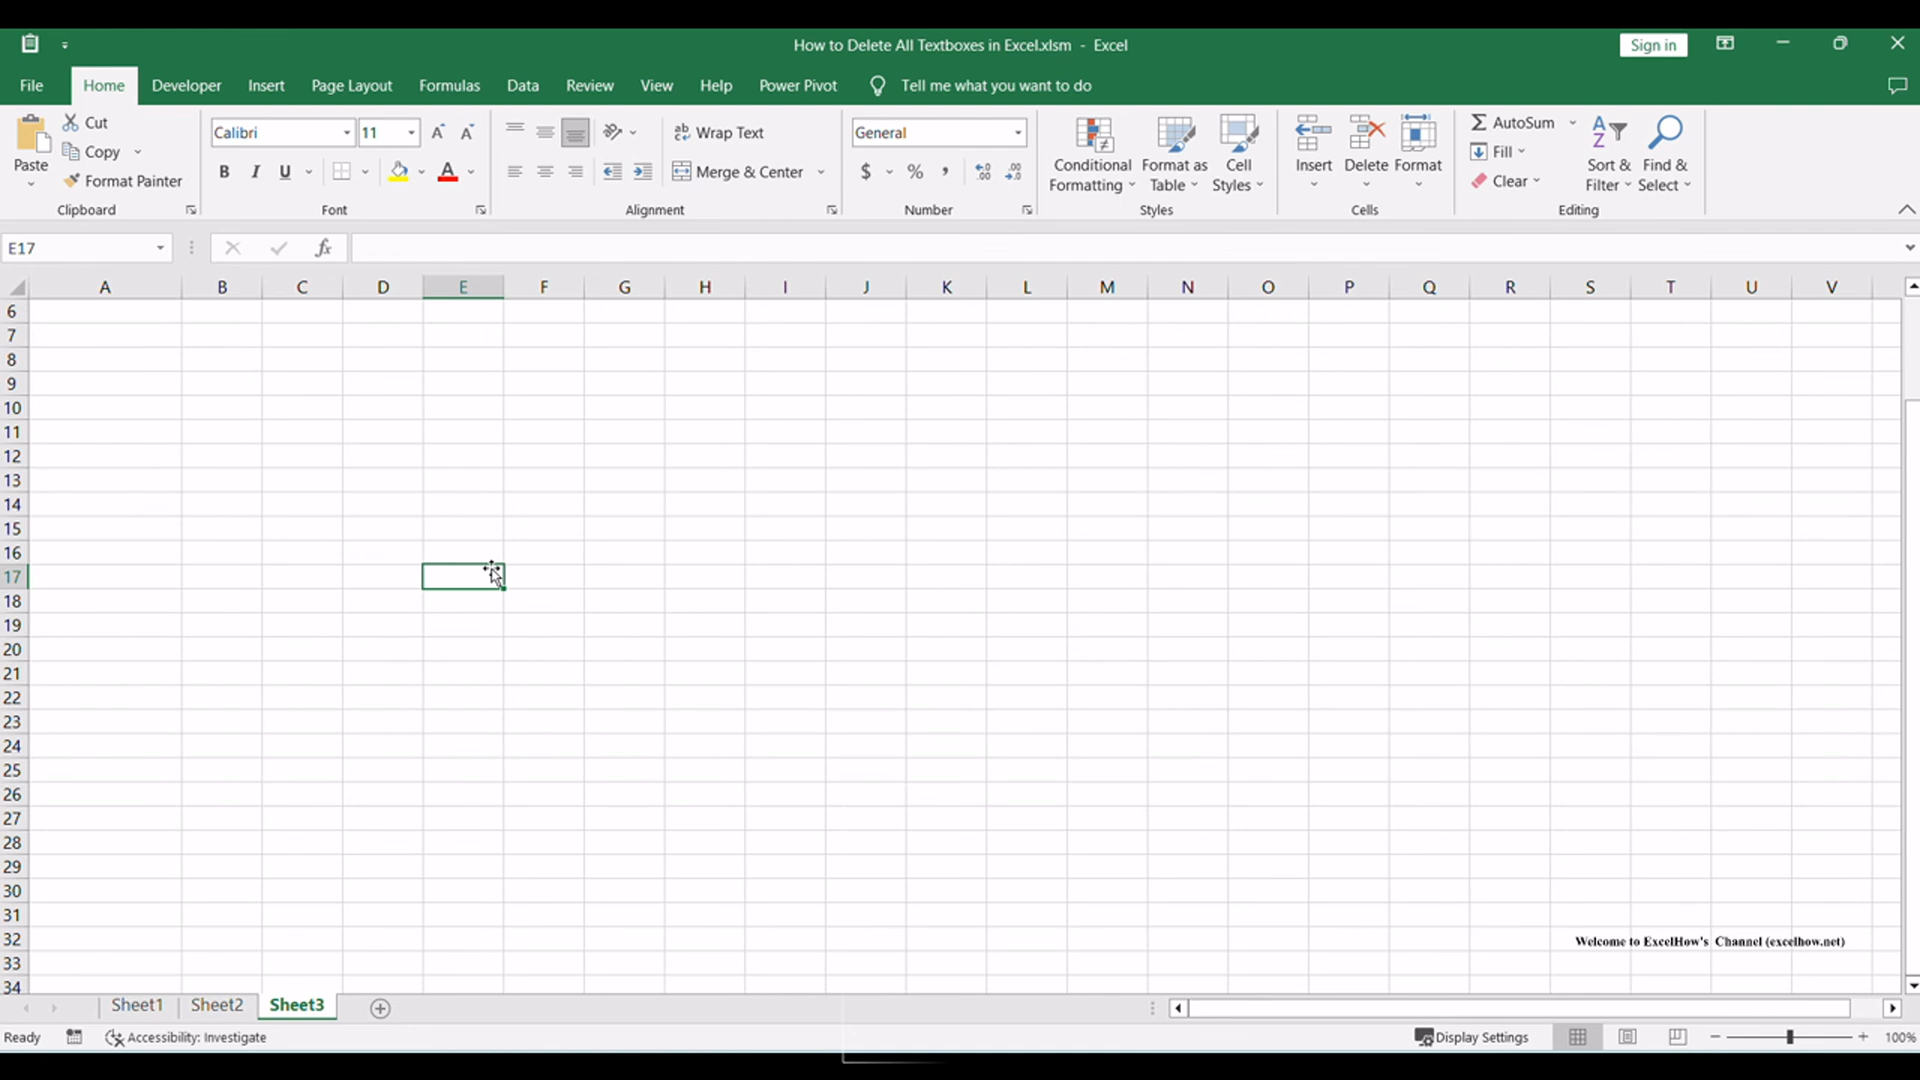 How to Delete All Textboxes in Excel.xlsm - Excel
Sign in
File Home Developer Insert Page Layout Formulas Data Review View Help Power Pivot Tell me what you want to do
Paste
Cut
Copy
Format Painter
Clipboard
Calibri 11
B I U
Font
Wrap Text
Merge & Center
Alignment
General
$ % ,
Number
Conditional Formatting
Format as Table
Cell Styles
Styles
Insert
Delete
Format
Cells
AutoSum
Fill
Clear
Sort & Filter
Find & Select
Editing
E17
fx
A B C D E F G H I J K L M N O P Q R S T U V
6
7
8
9
10
11
12
13
14
15
16
17
18
19
20
21
22
23
24
25
26
27
28
29
30
31
32
33
34
Welcome to ExcelHow's Channel (excelhow.net)
Sheet1 Sheet2 Sheet3
Ready
Accessibility: Investigate
Display Settings
100%